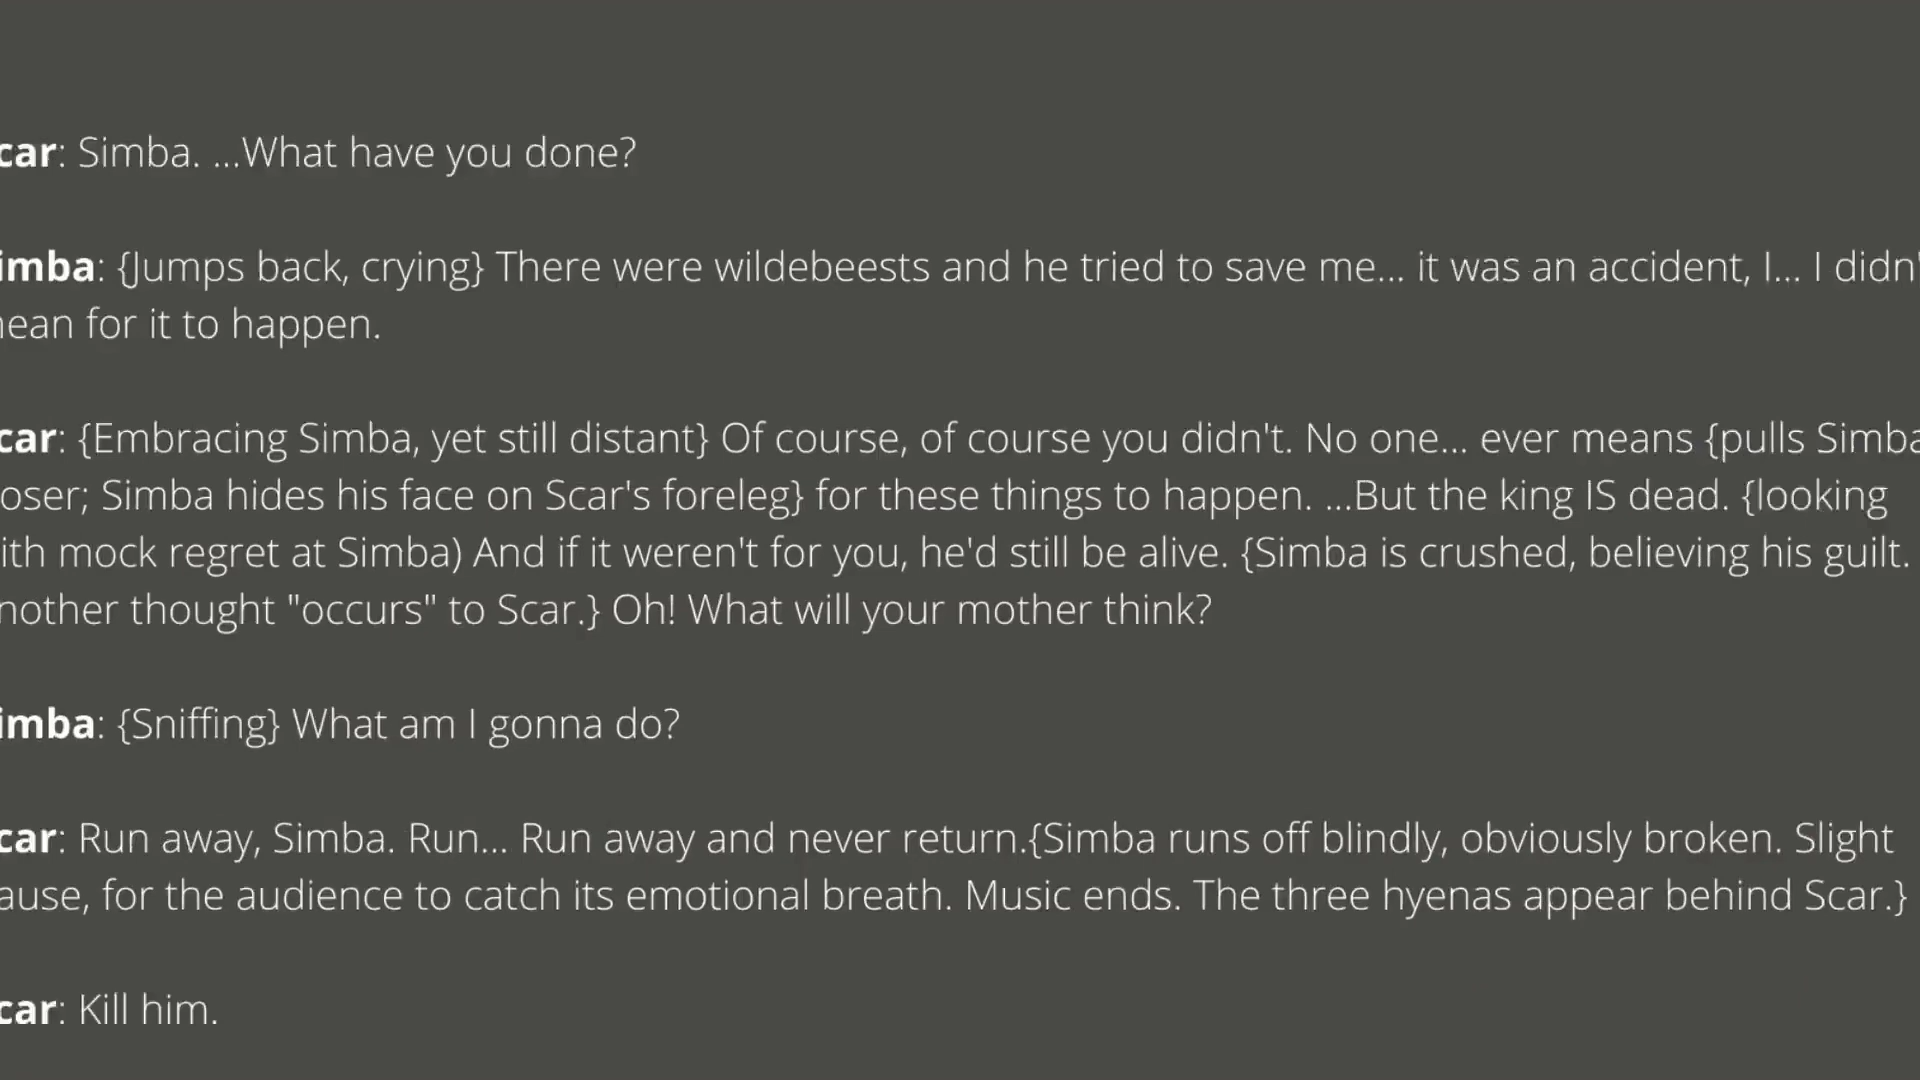 car: Simba. ...What have you done?
imba: {Jumps back, crying} There were wildebeests and he tried to save me... it was an accident, I... I didn'
ean for it to happen.
car: {Embracing Simba, yet still distant} Of course, of course you didn't. No one... ever means {pulls Simba
oser; Simba hides his face on Scar's foreleg} for these things to happen. ...But the king IS dead. {looking
ith mock regret at Simba) And if it weren't for you, he'd still be alive. {Simba is crushed, believing his guilt.
nother thought "occurs" to Scar.} Oh! What will your mother think?
imba: {Sniffing} What am I gonna do?
car: Run away, Simba. Run... Run away and never return.{Simba runs off blindly, obviously broken. Slight
ause, for the audience to catch its emotional breath. Music ends. The three hyenas appear behind Scar.}
car: Kill him.